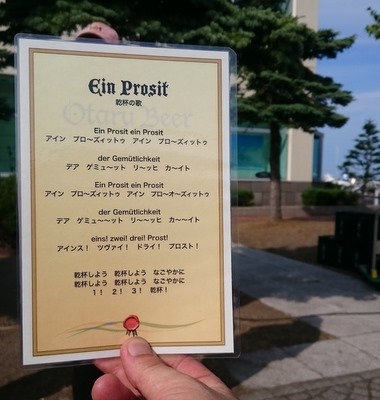 Ein Prosit
乾杯の歌
Otaru Beer
Ein Prosit ein Prosit
アイン プロ～ズィットゥ アイン プロ～ズィットゥ
der Gemütlichkeit
デア ゲミュ～ット リ～ッヒ カ～イト
Ein Prosit ein Prosit
アイン プロ～ズィットゥ アイン プロ～オ～ズィットゥ
der Gemütlichkeit
デア ゲミュ～～ット リ～～ッヒ カ～～イト
eins! zwei! drei! Prost!
アインス！ ツヴァイ！ ドライ！ プロスト！
乾杯しよう 乾杯しよう なごやかに
乾杯しよう 乾杯しよう なごやかに
1！ 2！ 3！ 乾杯！